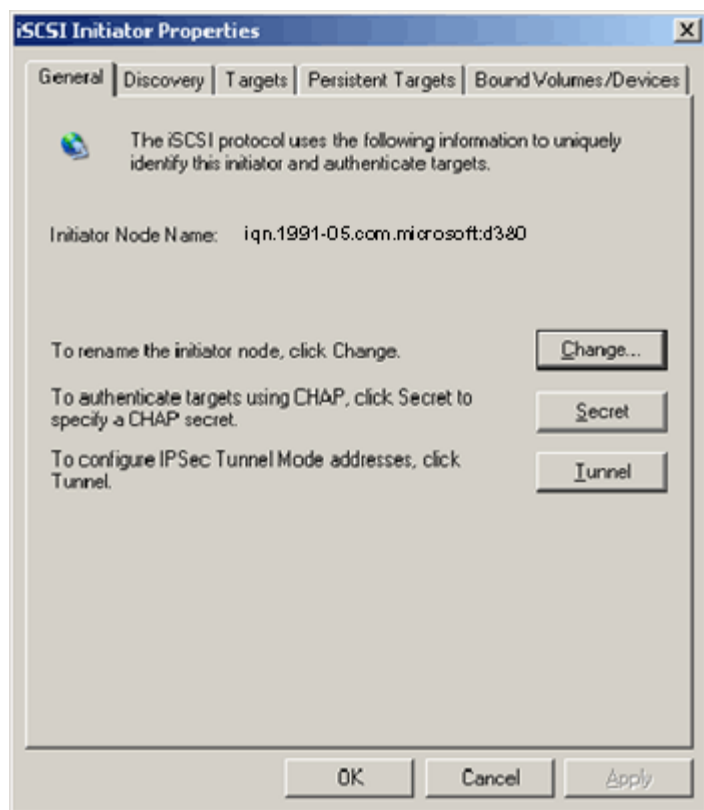 iSCSI Initiator Properties
General Discovery Targets Persistent Targets Bound Volumes/Devices
The iSCSI protocol uses the following information to uniquely
identify this initiator and authenticate targets.
Initiator Node Name: iqn.1991-05.com.microsoft:d380
To rename the initiator node, click Change.
Change...
To authenticate targets using CHAP, click Secret to
specify a CHAP secret.
Secret
To configure IPSec Tunnel Mode addresses, click
Tunnel.
Tunnel
OK Cancel Apply